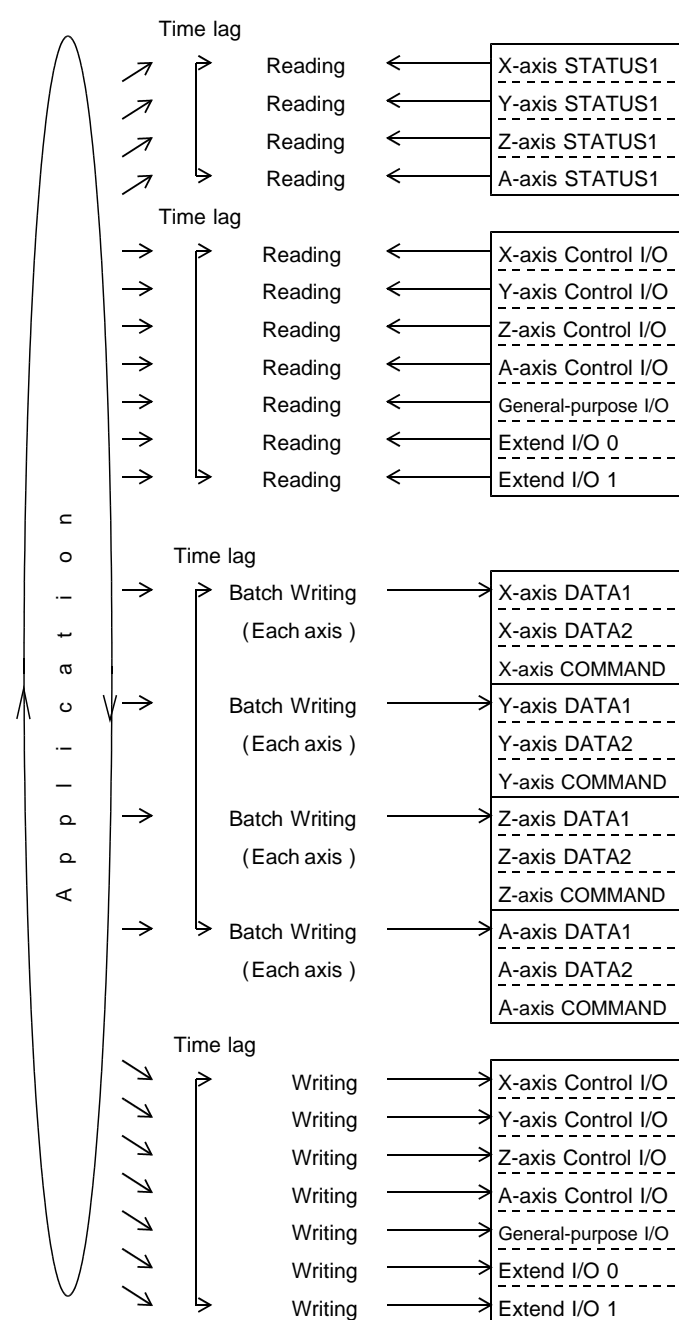 Time lag
Reading X-axis STATUS1
Reading Y-axis STATUS1
Reading Z-axis STATUS1
Reading A-axis STATUS1
Time lag
Reading X-axis Control I/O
Reading Y-axis Control I/O
Reading Z-axis Control I/O
Reading A-axis Control I/O
Reading General-purpose I/O
Reading Extend I/O 0
Reading Extend I/O 1
Application
Time lag
Batch Writing X-axis DATA1
(Each axis) X-axis DATA2
X-axis COMMAND
Batch Writing Y-axis DATA1
(Each axis) Y-axis DATA2
Y-axis COMMAND
Batch Writing Z-axis DATA1
(Each axis) Z-axis DATA2
Z-axis COMMAND
Batch Writing A-axis DATA1
(Each axis) A-axis DATA2
A-axis COMMAND
Time lag
Writing X-axis Control I/O
Writing Y-axis Control I/O
Writing Z-axis Control I/O
Writing A-axis Control I/O
Writing General-purpose I/O
Writing Extend I/O 0
Writing Extend I/O 1